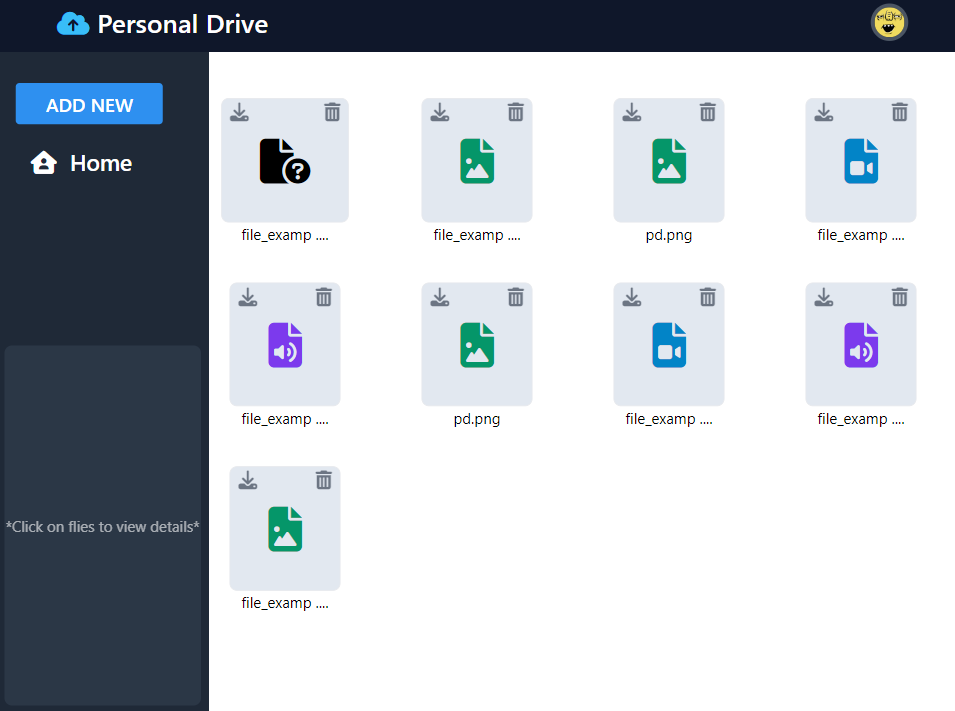 Personal Drive
ADD NEW
Home
*Click on flies to view details*
file_examp ....
file_examp ....
pd.png
file_examp ....
file_examp ....
pd.png
file_examp ....
file_examp ....
file_examp ....